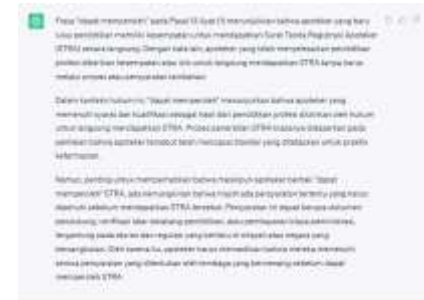 Frasa "dapat memperoleh" pada Pasal 10 Ayat (1) menunjukkan bahwa apoteker yang baru
lulus pendidikan memiliki kesempatan untuk mendapatkan Surat Tanda Registrasi Apoteker
(STRA) secara langsung. Dengan kata lain, apoteker yang telah menyelesaikan pendidikan
profesi diberikan kesempatan atau izin untuk langsung mendapatkan STRA tanpa harus
melalui proses atau persyaratan tambahan.
Dalam konteks hukum ini, "dapat memperoleh" menunjukkan bahwa apoteker yang
memenuhi syarat dan kualifikasi sebagai hasil dari pendidikan profesi diizinkan oleh hukum
untuk langsung mendapatkan STRA. Proses penerbitan STRA biasanya didasarkan pada
penilaian bahwa apoteker tersebut telah mencapai standar yang ditetapkan untuk praktik
kefarmasian.
Namun, penting untuk memperhatikan bahwa meskipun apoteker berhak "dapat
memperoleh" STRA, ada kemungkinan bahwa masih ada persyaratan tertentu yang harus
dipenuhi sebelum mendapatkan STRA tersebut. Persyaratan ini dapat berupa dokumen
pendukung, verifikasi latar belakang pendidikan, atau pembayaran biaya administrasi,
tergantung pada aturan dan regulasi yang berlaku di wilayah atau negara yang
bersangkutan. Oleh karena itu, apoteker harus memastikan bahwa mereka memenuhi
semua persyaratan yang ditentukan oleh lembaga yang berwenang sebelum dapat
memperoleh STRA.